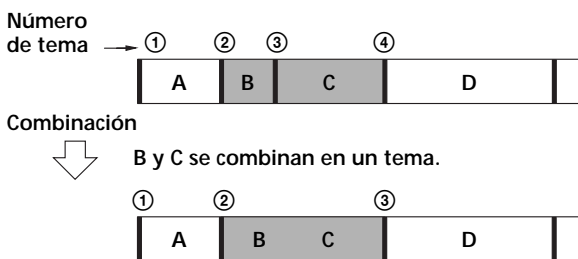 Número
de tema ① ② ③ ④
A B C D
Combinación
B y C se combinan en un tema.
① ② ③
A B C D